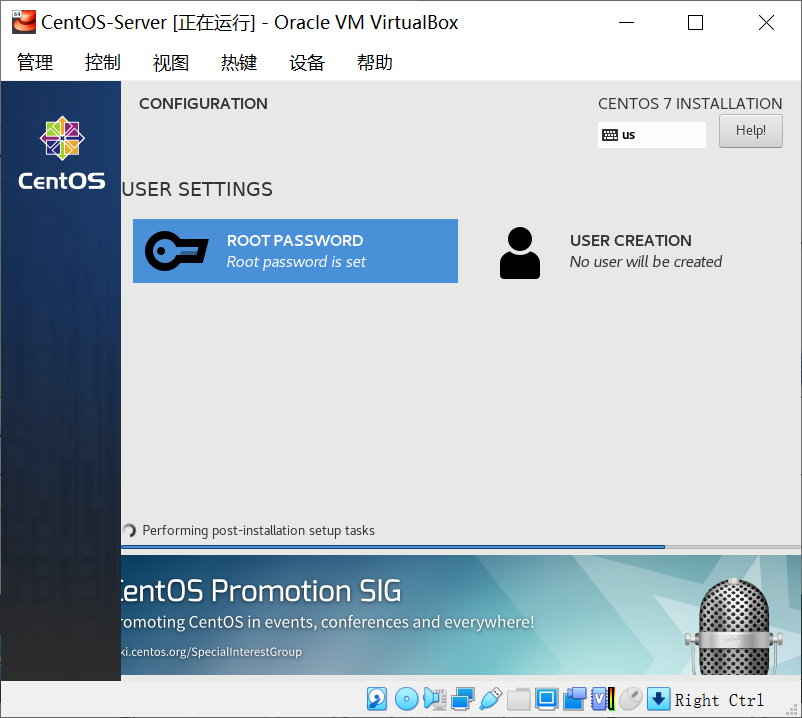 CentOS-Server [正在运行] - Oracle VM VirtualBox
管理 控制 视图 热键 设备 帮助
CentOS
CONFIGURATION
CENTOS 7 INSTALLATION
us
Help!
USER SETTINGS
ROOT PASSWORD
Root password is set
USER CREATION
No user will be created
Performing post-installation setup tasks
entOS Promotion SIG
romoting CentOS in events, conferences and everywhere!
ki.centos.org/SpecialInterestGroup
Right Ctrl